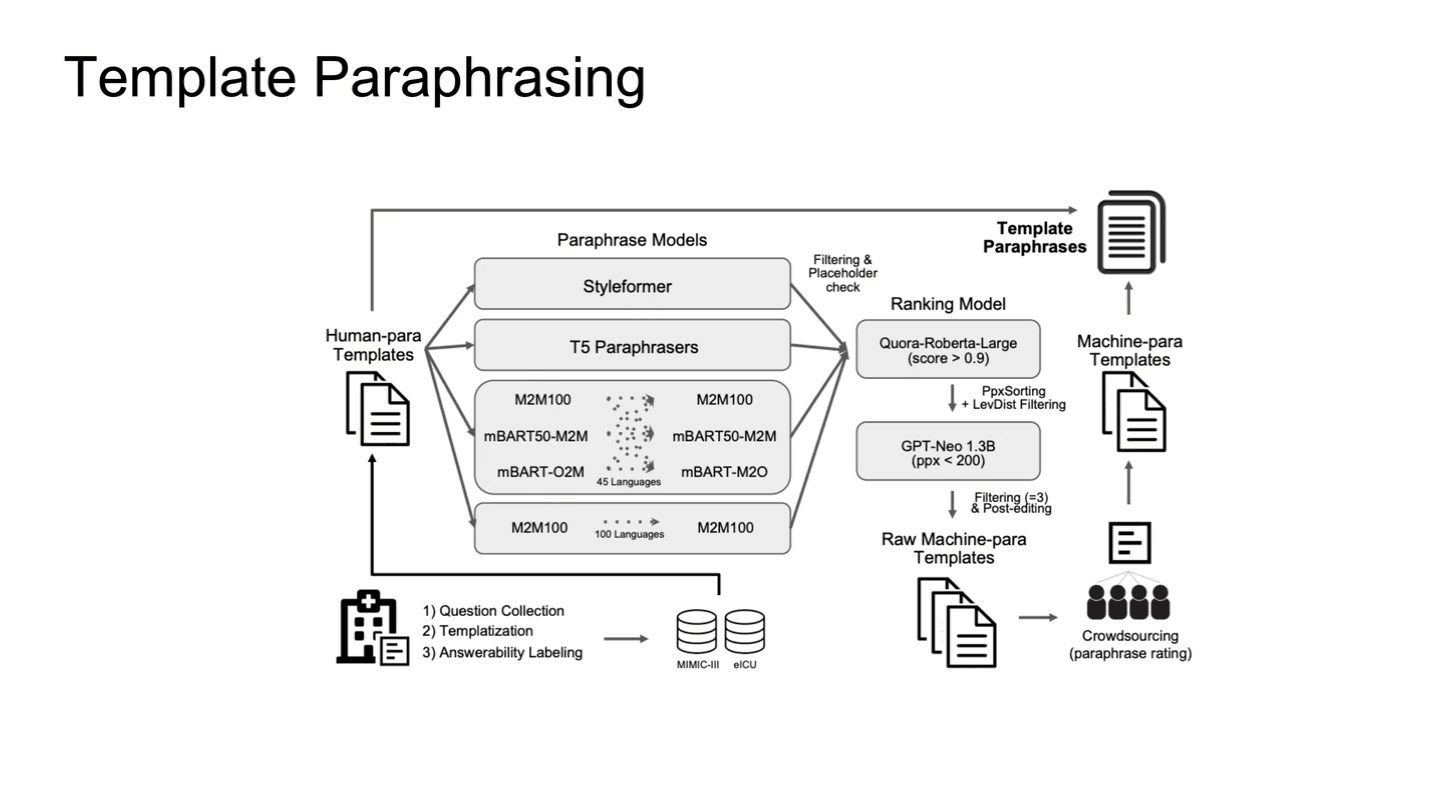 Template Paraphrasing
Template
Paraphrases
Paraphrase Models
Filtering &
Placeholder
check
Styleformer
Ranking Model
Human-para
Templates
T5 Paraphrasers
Quora-Roberta-Large
(score > 0.9)
Machine-para
Templates
PpxSorting
+ LevDist Filtering
M2M100
M2M100
mBART50-M2M
mBART50-M2M
mBART-O2M
mBART-M2O
45 Languages
GPT-Neo 1.3B
(ppx < 200)
Filtering (=3)
& Post-editing
M2M100
100 Languages
M2M100
Raw Machine-para
Templates
1) Question Collection
2) Templatization
3) Answerability Labeling
MIMIC-III
eICU
Crowdsourcing
(paraphrase rating)